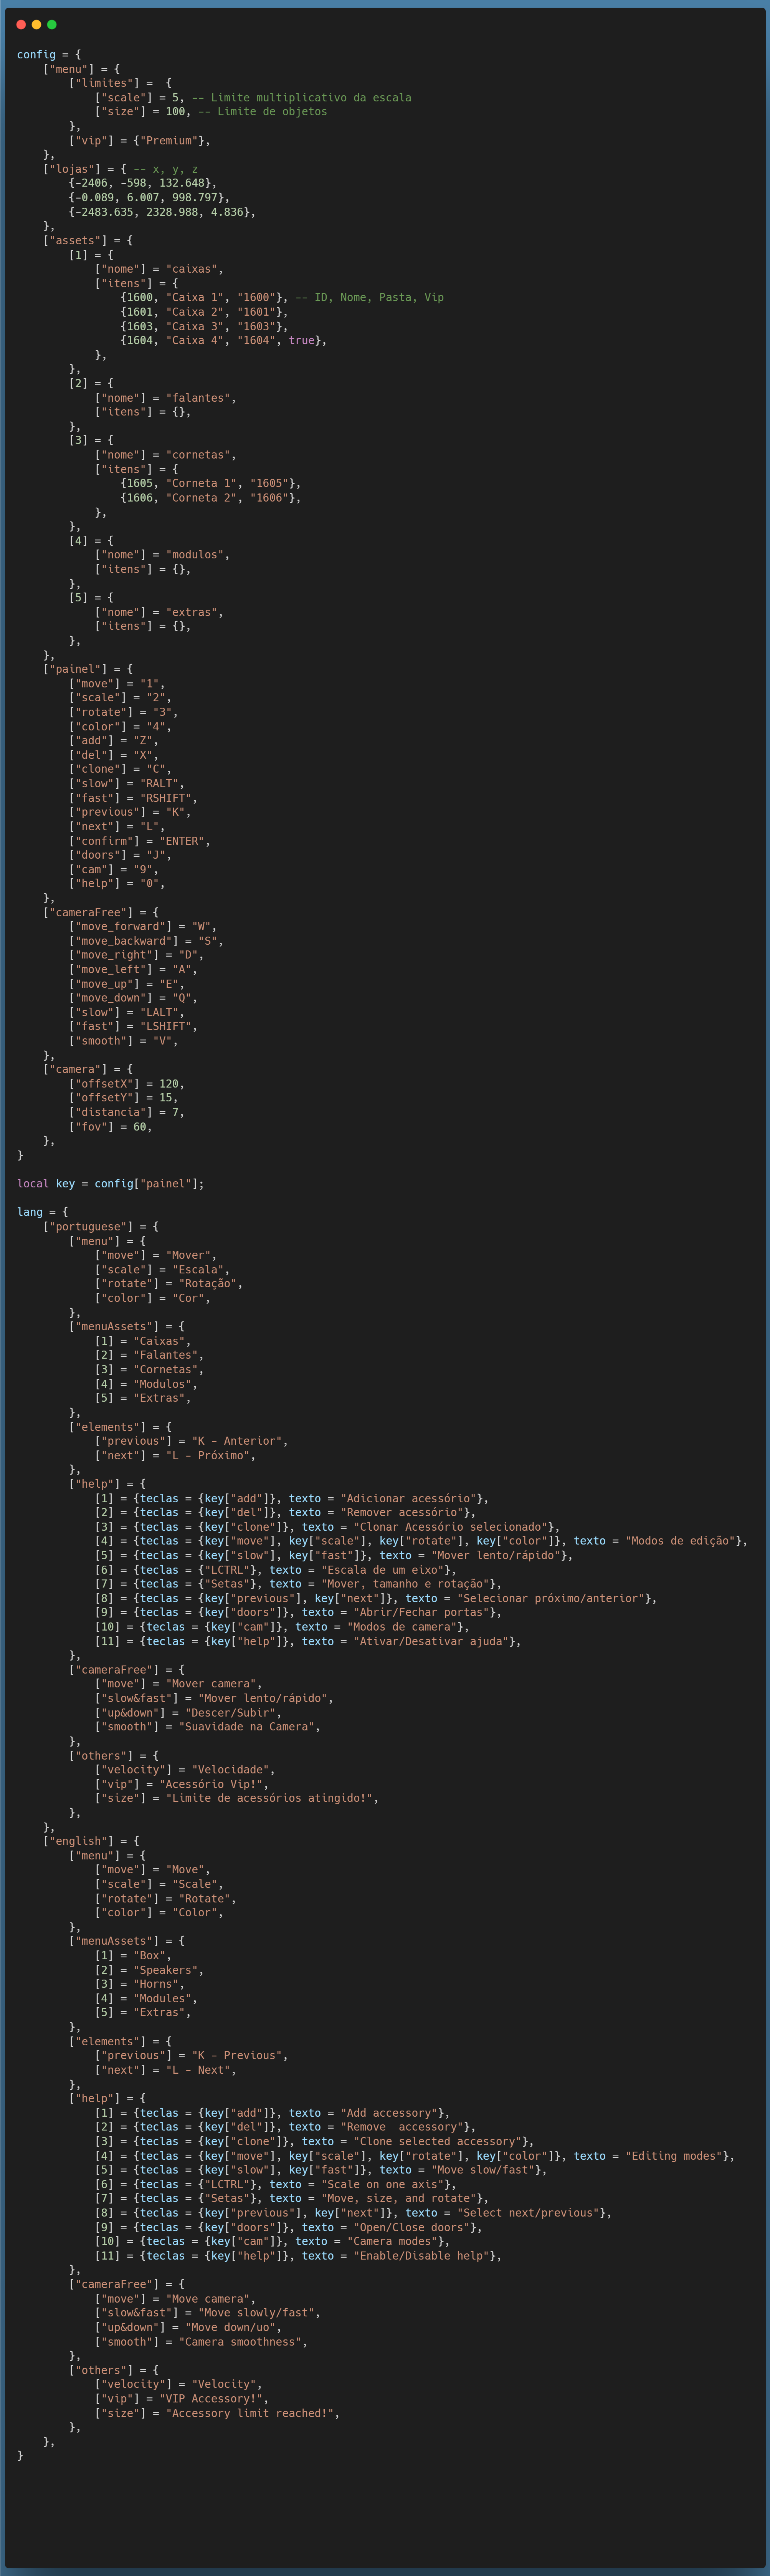 config = {
    ["menu"] = {
        ["limites"] =  {
            ["scale"] = 5, -- Limite multiplicativo da escala
            ["size"] = 100, -- Limite de objetos
        },
        ["vip"] = {"Premium"},
    },
    ["lojas"] = { -- x, y, z
        {-2406, -598, 132.648},
        {-0.089, 6.007, 998.797},
        {-2483.635, 2328.988, 4.836},
    },
    ["assets"] = {
        [1] = {
            ["nome"] = "caixas",
            ["itens"] = {
                {1600, "Caixa 1", "1600"}, -- ID, Nome, Pasta, Vip
                {1601, "Caixa 2", "1601"},
                {1603, "Caixa 3", "1603"},
                {1604, "Caixa 4", "1604", true},
            },
        },
        [2] = {
            ["nome"] = "falantes",
            ["itens"] = {},
        },
        [3] = {
            ["nome"] = "cornetas",
            ["itens"] = {
                {1605, "Corneta 1", "1605"},
                {1606, "Corneta 2", "1606"},
            },
        },
        [4] = {
            ["nome"] = "modulos",
            ["itens"] = {},
        },
        [5] = {
            ["nome"] = "extras",
            ["itens"] = {},
        },
    },
    ["painel"] = {
        ["move"] = "1",
        ["scale"] = "2",
        ["rotate"] = "3",
        ["color"] = "4",
        ["add"] = "Z",
        ["del"] = "X",
        ["clone"] = "C",
        ["slow"] = "RALT",
        ["fast"] = "RSHIFT",
        ["previous"] = "K",
        ["next"] = "L",
        ["confirm"] = "ENTER",
        ["doors"] = "J",
        ["cam"] = "9",
        ["help"] = "0",
    },
    ["cameraFree"] = {
        ["move_forward"] = "W",
        ["move_backward"] = "S",
        ["move_right"] = "D",
        ["move_left"] = "A",
        ["move_up"] = "E",
        ["move_down"] = "Q",
        ["slow"] = "LALT",
        ["fast"] = "LSHIFT",
        ["smooth"] = "V",
    },
    ["camera"] = {
        ["offsetX"] = 120,
        ["offsetY"] = 15,
        ["distancia"] = 7,
        ["fov"] = 60,
    },
}

local key = config["painel"];

lang = {
    ["portuguese"] = {
        ["menu"] = {
            ["move"] = "Mover",
            ["scale"] = "Escala",
            ["rotate"] = "Rotação",
            ["color"] = "Cor",
        },
        ["menuAssets"] = {
            [1] = "Caixas",
            [2] = "Falantes",
            [3] = "Cornetas",
            [4] = "Modulos",
            [5] = "Extras",
        },
        ["elements"] = {
            ["previous"] = "K - Anterior",
            ["next"] = "L - Próximo",
        },
        ["help"] = {
            [1] = {teclas = {key["add"]}, texto = "Adicionar acessório"},
            [2] = {teclas = {key["del"]}, texto = "Remover acessório"},
            [3] = {teclas = {key["clone"]}, texto = "Clonar Acessório selecionado"},
            [4] = {teclas = {key["move"], key["scale"], key["rotate"], key["color"]}, texto = "Modos de edição"},
            [5] = {teclas = {key["slow"], key["fast"]}, texto = "Mover lento/rápido"},
            [6] = {teclas = {"LCTRL"}, texto = "Escala de um eixo"},
            [7] = {teclas = {"Setas"}, texto = "Mover, tamanho e rotação"},
            [8] = {teclas = {key["previous"], key["next"]}, texto = "Selecionar próximo/anterior"},
            [9] = {teclas = {key["doors"]}, texto = "Abrir/Fechar portas"},
            [10] = {teclas = {key["cam"]}, texto = "Modos de camera"},
            [11] = {teclas = {key["help"]}, texto = "Ativar/Desativar ajuda"},
        },
        ["cameraFree"] = {
            ["move"] = "Mover camera",
            ["slow&fast"] = "Mover lento/rápido",
            ["up&down"] = "Descer/Subir",
            ["smooth"] = "Suavidade na Camera",
        },
        ["others"] = {
            ["velocity"] = "Velocidade",
            ["vip"] = "Acessório Vip!",
            ["size"] = "Limite de acessórios atingido!",
        },
    },
    ["english"] = {
        ["menu"] = {
            ["move"] = "Move",
            ["scale"] = "Scale",
            ["rotate"] = "Rotate",
            ["color"] = "Color",
        },
        ["menuAssets"] = {
            [1] = "Box",
            [2] = "Speakers",
            [3] = "Horns",
            [4] = "Modules",
            [5] = "Extras",
        },
        ["elements"] = {
            ["previous"] = "K - Previous",
            ["next"] = "L - Next",
        },
        ["help"] = {
            [1] = {teclas = {key["add"]}, texto = "Add accessory"},
            [2] = {teclas = {key["del"]}, texto = "Remove  accessory"},
            [3] = {teclas = {key["clone"]}, texto = "Clone selected accessory"},
            [4] = {teclas = {key["move"], key["scale"], key["rotate"], key["color"]}, texto = "Editing modes"},
            [5] = {teclas = {key["slow"], key["fast"]}, texto = "Move slow/fast"},
            [6] = {teclas = {"LCTRL"}, texto = "Scale on one axis"},
            [7] = {teclas = {"Setas"}, texto = "Move, size, and rotate"},
            [8] = {teclas = {key["previous"], key["next"]}, texto = "Select next/previous"},
            [9] = {teclas = {key["doors"]}, texto = "Open/Close doors"},
            [10] = {teclas = {key["cam"]}, texto = "Camera modes"},
            [11] = {teclas = {key["help"]}, texto = "Enable/Disable help"},
        },
        ["cameraFree"] = {
            ["move"] = "Move camera",
            ["slow&fast"] = "Move slowly/fast",
            ["up&down"] = "Move down/uo",
            ["smooth"] = "Camera smoothness",
        },
        ["others"] = {
            ["velocity"] = "Velocity",
            ["vip"] = "VIP Accessory!",
            ["size"] = "Accessory limit reached!",
        },
    },
}